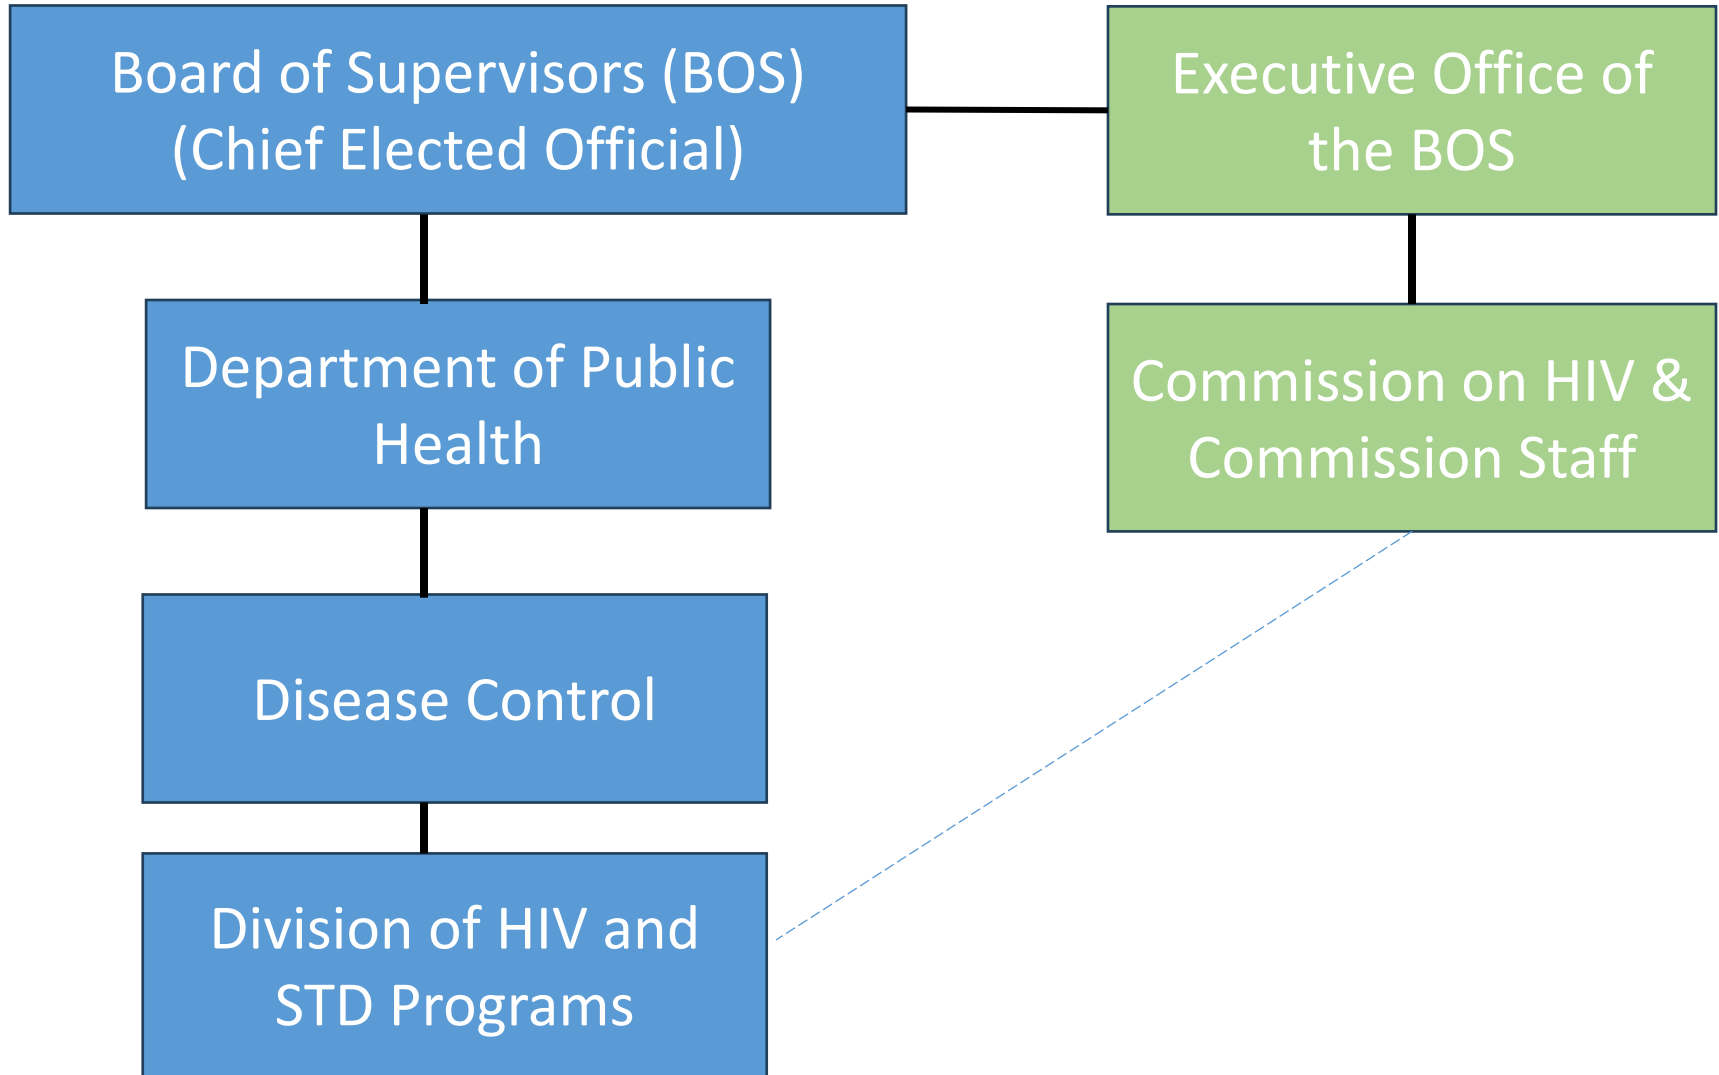 Board of Supervisors (BOS)
(Chief Elected Official)
Executive Office of
the BOS
Department of Public
Health
Commission on HIV &
Commission Staff
Disease Control
Division of HIV and
STD Programs